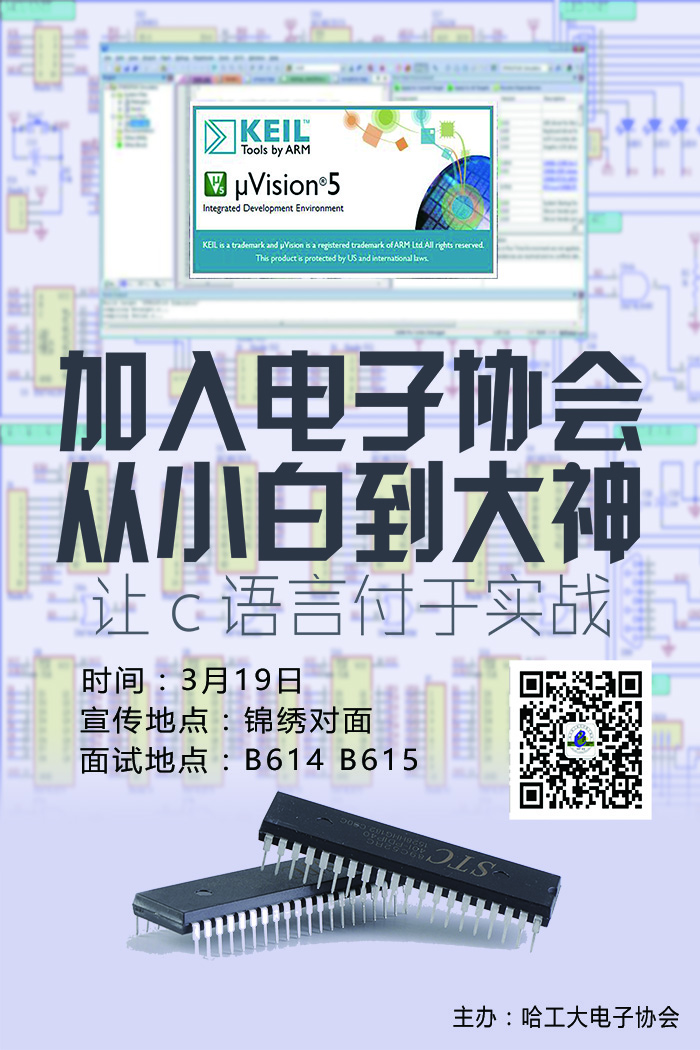 KEIL™
Tools by ARM
µVision®5
Integrated Development Environment
KEIL is a trademark and µVision is a registered trademark of ARM Ltd. All rights reserved.
This product is protected by US and international laws.
加入电子协会
从小白到大神
让c语言付于实战
时间：3月19日
宣传地点：锦绣对面
面试地点：B614 B615
STC
主办：哈工大电子协会